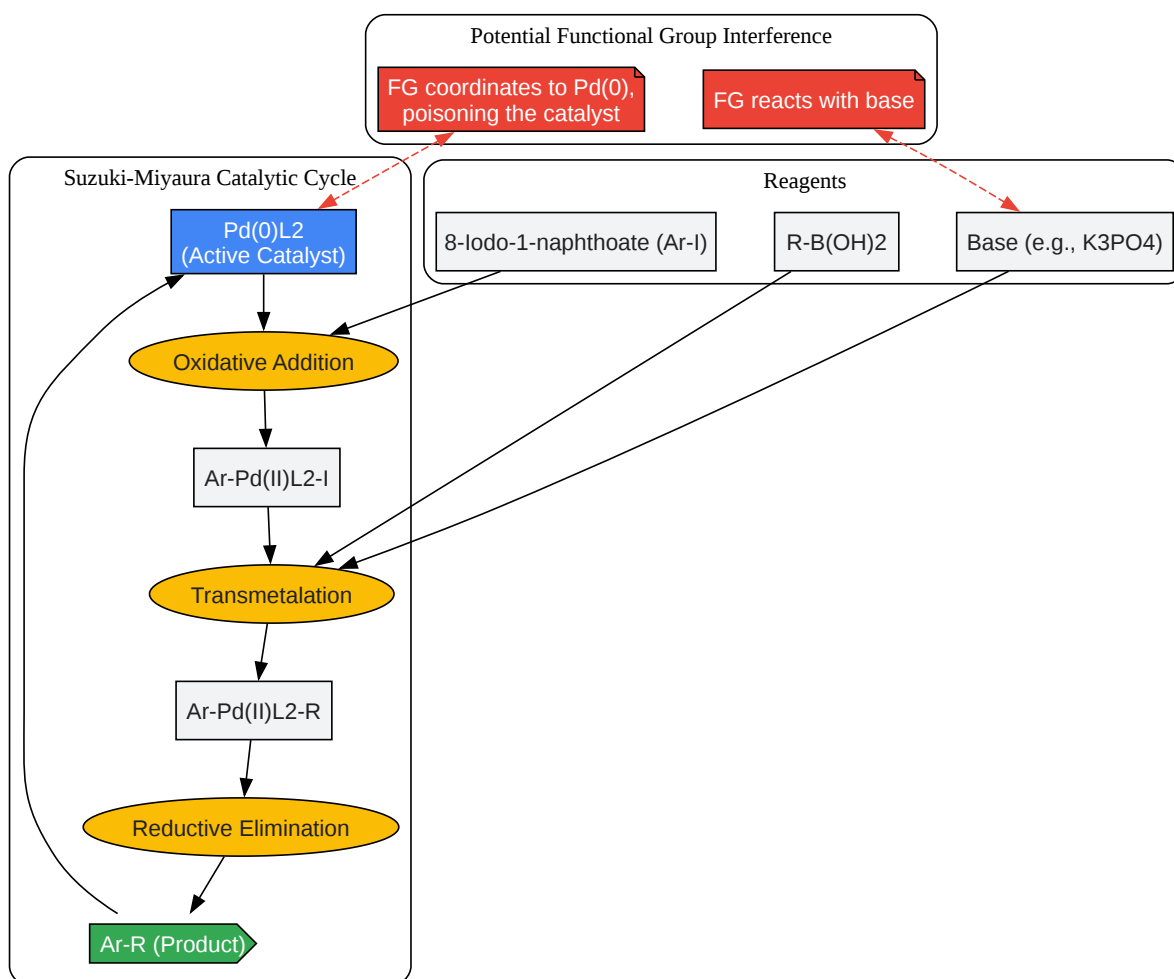 Potential Functional Group Interference
FG coordinates to Pd(0),
poisoning the catalyst
FG reacts with base
Suzuki-Miyaura Catalytic Cycle
Reagents
Pd(0)L2
(Active Catalyst)
8-Iodo-1-naphthoate (Ar-I)
R-B(OH)2
Base (e.g., K3PO4)
Oxidative Addition
Ar-Pd(II)L2-I
Transmetalation
Ar-Pd(II)L2-R
Reductive Elimination
Ar-R (Product)